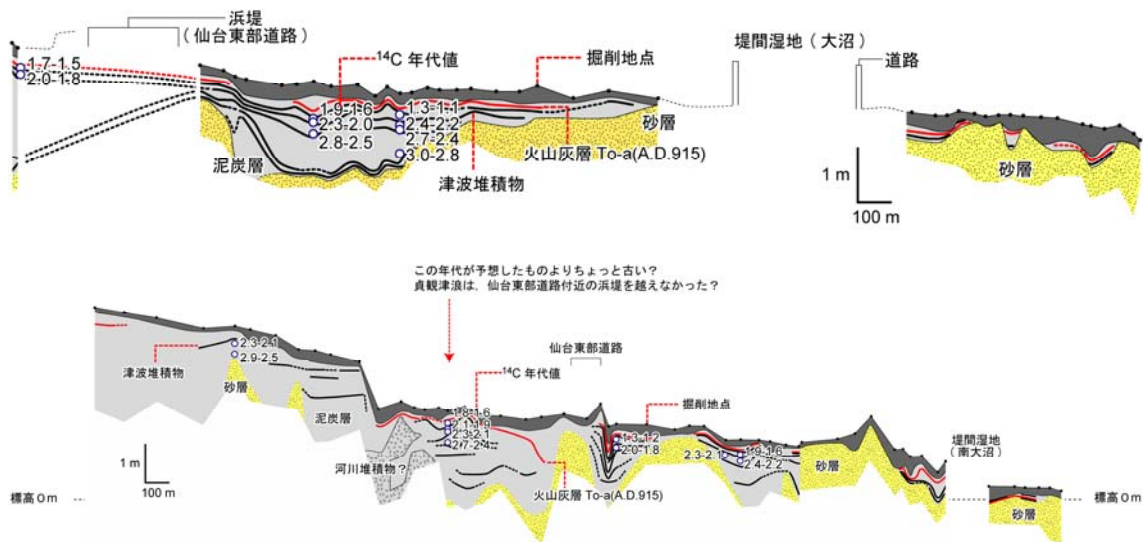 浜堤
(仙台東部道路)
1.7-1.5
2.0-1.8
¹⁴C 年代値
掘削地点
堤間湿地(大沼)
道路
1.9-1.6
2.3-2.0
2.8-2.5
1.3-1.1
2.4-2.2
2.7-2.4
3.0-2.8
泥炭層
砂層
火山灰層 To-a(A.D.915)
津波堆積物
砂層
1 m
100 m
この年代が予想したものよりちょっと古い?
貞観津浪は、仙台東部道路付近の浜堤を越えなかった?
仙台東部道路
2.3-2.1
2.9-2.5
津波堆積物
砂層
泥炭層
¹⁴C 年代値
1.8-1.6
2.1-1.9
2.3-2.1
2.7-2.4
掘削地点
1.3-1.2
2.0-1.8
2.3-2.1
1.9-1.6
2.4-2.2
砂層
堤間湿地
(南大沼)
河川堆積物?
火山灰層 To-a(A.D.915)
1 m
100 m
標高0m
標高0m
砂層